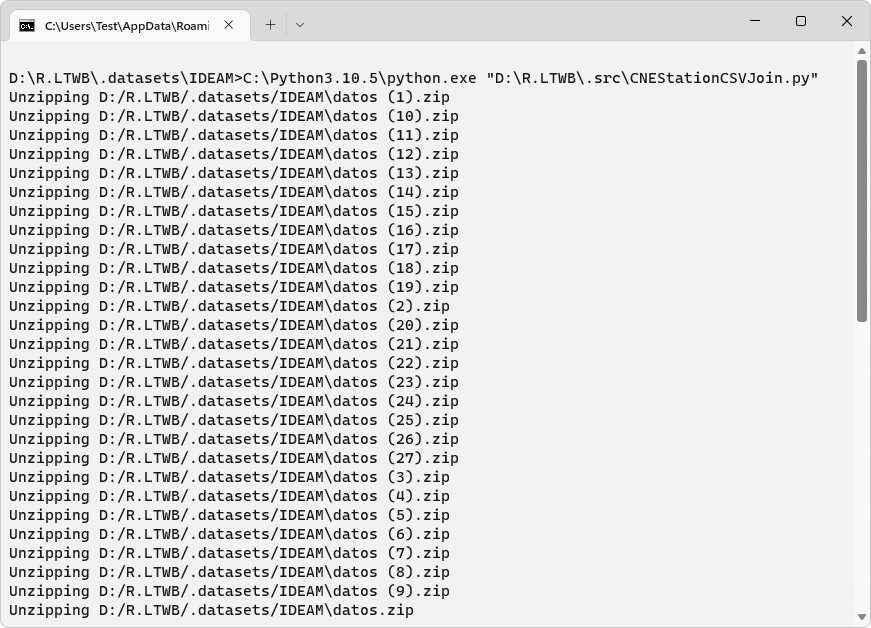 C:\Users\Test\AppData\Roami
D:\R.LTWB\.datasets\IDEAM>C:\Python3.10.5\python.exe "D:\R.LTWB\.src\CNEStationCSVJoin.py"
Unzipping D:/R.LTWB/.datasets/IDEAM\datos (1).zip
Unzipping D:/R.LTWB/.datasets/IDEAM\datos (10).zip
Unzipping D:/R.LTWB/.datasets/IDEAM\datos (11).zip
Unzipping D:/R.LTWB/.datasets/IDEAM\datos (12).zip
Unzipping D:/R.LTWB/.datasets/IDEAM\datos (13).zip
Unzipping D:/R.LTWB/.datasets/IDEAM\datos (14).zip
Unzipping D:/R.LTWB/.datasets/IDEAM\datos (15).zip
Unzipping D:/R.LTWB/.datasets/IDEAM\datos (16).zip
Unzipping D:/R.LTWB/.datasets/IDEAM\datos (17).zip
Unzipping D:/R.LTWB/.datasets/IDEAM\datos (18).zip
Unzipping D:/R.LTWB/.datasets/IDEAM\datos (19).zip
Unzipping D:/R.LTWB/.datasets/IDEAM\datos (2).zip
Unzipping D:/R.LTWB/.datasets/IDEAM\datos (20).zip
Unzipping D:/R.LTWB/.datasets/IDEAM\datos (21).zip
Unzipping D:/R.LTWB/.datasets/IDEAM\datos (22).zip
Unzipping D:/R.LTWB/.datasets/IDEAM\datos (23).zip
Unzipping D:/R.LTWB/.datasets/IDEAM\datos (24).zip
Unzipping D:/R.LTWB/.datasets/IDEAM\datos (25).zip
Unzipping D:/R.LTWB/.datasets/IDEAM\datos (26).zip
Unzipping D:/R.LTWB/.datasets/IDEAM\datos (27).zip
Unzipping D:/R.LTWB/.datasets/IDEAM\datos (3).zip
Unzipping D:/R.LTWB/.datasets/IDEAM\datos (4).zip
Unzipping D:/R.LTWB/.datasets/IDEAM\datos (5).zip
Unzipping D:/R.LTWB/.datasets/IDEAM\datos (6).zip
Unzipping D:/R.LTWB/.datasets/IDEAM\datos (7).zip
Unzipping D:/R.LTWB/.datasets/IDEAM\datos (8).zip
Unzipping D:/R.LTWB/.datasets/IDEAM\datos (9).zip
Unzipping D:/R.LTWB/.datasets/IDEAM\datos.zip